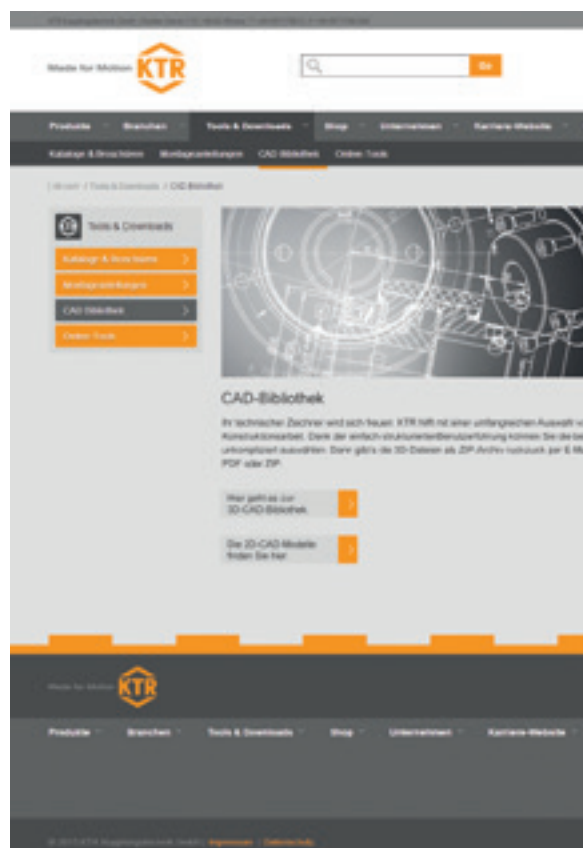 Made for Motion KTR
Go
Produkte Branchen Tools & Downloads Shop Unternehmen Karriere-Website
Kataloge & Broschüren Montageanleitungen CAD Bibliothek Online-Tools
/ Tools & Downloads / CAD Bibliothek
Tools & Downloads
Kataloge & Broschüren
Montageanleitungen
CAD Bibliothek
Online-Tools
CAD-Bibliothek
Ihr technischer Zeichner wird sich freuen: KTR hilft mit einer umfangreichen Auswahl
Konstruktionsarbeit. Dank der einfach strukturierten Benutzerführung können Sie die
unkompliziert auswählen. Dann gibt's die 3D-Dateien als ZIP-Archiv ruckzuck per
PDF oder ZIP.
Hier geht es zur
3D-CAD-Bibliothek.
Die 2D-CAD-Modelle
finden Sie hier.
Made for Motion KTR
Produkte Branchen Tools & Downloads Shop Unternehmen Karriere-Website
KTR Kupplungstechnik GmbH | Impressum | Datenschutz